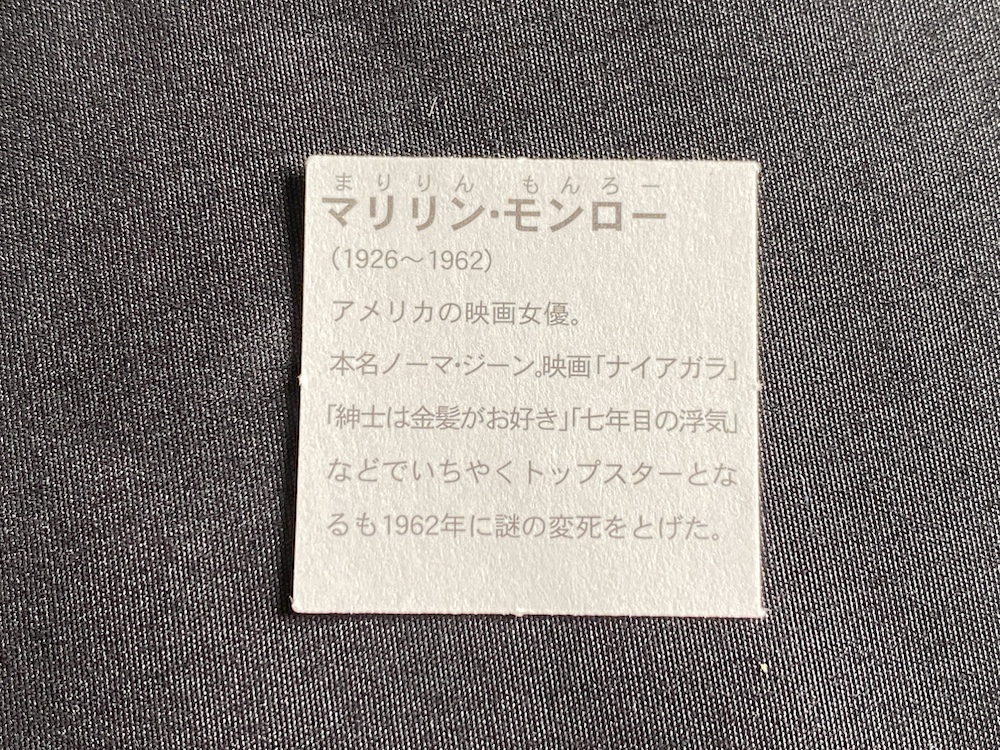 まりりん もんろー
マリリン・モンロー
(1926〜1962)
アメリカの映画女優。
本名ノーマ・ジーン。映画「ナイアガラ」
「紳士は金髪がお好き」「七年目の浮気」
などでいちやくトップスターとな
るも1962年に謎の変死をとげた。